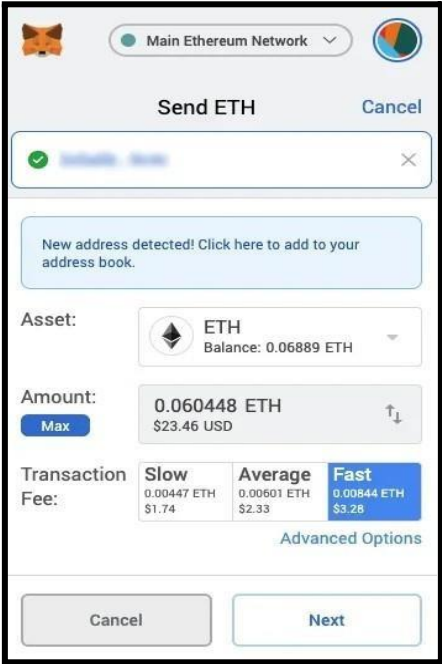 Main Ethereum Network
Send ETH
Cancel
New address detected! Click here to add to your
address book.
Asset:
ETH
Balance: 0.06889 ETH
Amount:
Max
0.060448 ETH
$23.46 USD
Transaction
Fee:
Slow
0.00447 ETH
$1.74
Average
0.00601 ETH
$2.33
Fast
0.00844 ETH
$3.28
Advanced Options
Cancel
Next